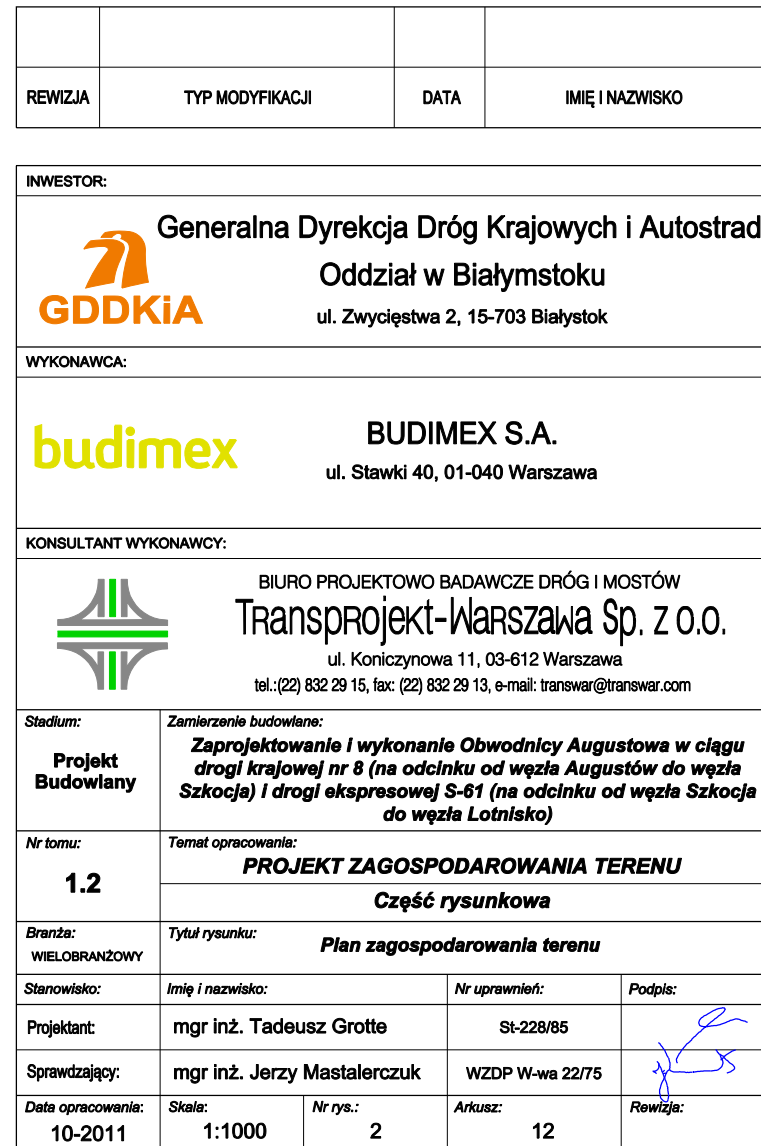 REWIZJA TYP MODYFIKACJI DATA IMIĘ I NAZWISKO
INWESTOR:
GDDKiA
Generalna Dyrekcja Dróg Krajowych i Autostrad
Oddział w Białymstoku
ul. Zwycięstwa 2, 15-703 Białystok
WYKONAWCA:
budimex
BUDIMEX S.A.
ul. Stawki 40, 01-040 Warszawa
KONSULTANT WYKONAWCY:
BIURO PROJEKTOWO BADAWCZE DRÓG I MOSTÓW
Transprojekt-Warszawa Sp. z o.o.
ul. Koniczynowa 11, 03-612 Warszawa
tel.:(22) 832 29 15, fax: (22) 832 29 13, e-mail: transwar@transwar.com
Stadium:
Projekt
Budowlany
Zamierzenie budowlane:
Zaprojektowanie i wykonanie Obwodnicy Augustowa w ciągu
drogi krajowej nr 8 (na odcinku od węzła Augustów do węzła
Szkocja) i drogi ekspresowej S-61 (na odcinku od węzła Szkocja
do węzła Lotnisko)
Nr tomu:
1.2
Temat opracowania:
PROJEKT ZAGOSPODAROWANIA TERENU
Część rysunkowa
Branża:
WIELOBRANŻOWY
Tytuł rysunku:
Plan zagospodarowania terenu
Stanowisko: Imię i nazwisko: Nr uprawnień: Podpis:
Projektant: mgr inż. Tadeusz Grotte St-228/85
Sprawdzający: mgr inż. Jerzy Mastalerczuk WZDP W-wa 22/75
Data opracowania: Skala: Nr rys.: Arkusz: Rewizja:
10-2011 1:1000 2 12